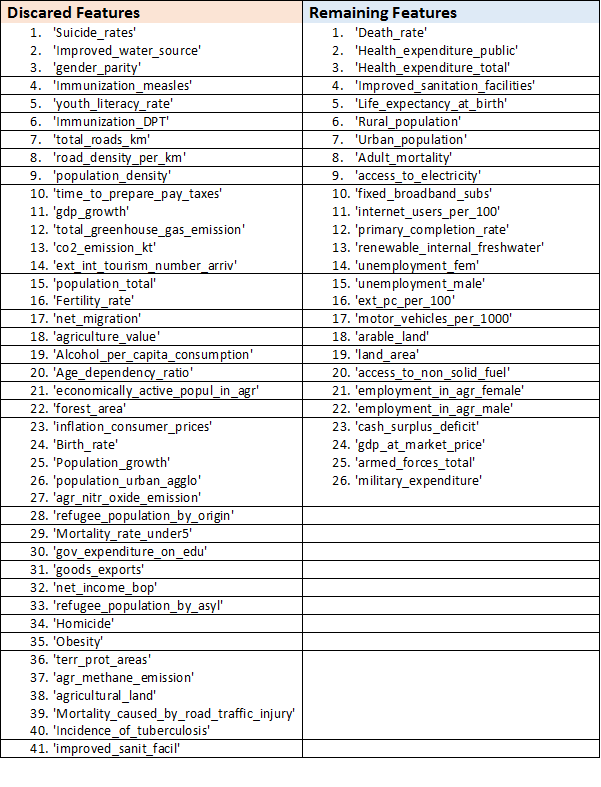 Discared Features
1. 'Suicide_rates'
2. 'Improved_water_source'
3. 'gender_parity'
4. 'Immunization_measles'
5. 'youth_literacy_rate'
6. 'Immunization_DPT'
7. 'total_roads_km'
8. 'road_density_per_km'
9. 'population_density'
10. 'time_to_prepare_pay_taxes'
11. 'gdp_growth'
12. 'total_greenhouse_gas_emission'
13. 'co2_emission_kt'
14. 'ext_int_tourism_number_arriv'
15. 'population_total'
16. 'Fertility_rate'
17. 'net_migration'
18. 'agriculture_value'
19. 'Alcohol_per_capita_consumption'
20. 'Age_dependency_ratio'
21. 'economically_active_popul_in_agr'
22. 'forest_area'
23. 'inflation_consumer_prices'
24. 'Birth_rate'
25. 'Population_growth'
26. 'population_urban_agglo'
27. 'agr_nitr_oxide_emission'
28. 'refugee_population_by_origin'
29. 'Mortality_rate_under5'
30. 'gov_expenditure_on_edu'
31. 'goods_exports'
32. 'net_income_bop'
33. 'refugee_population_by_asyl'
34. 'Homicide'
35. 'Obesity'
36. 'terr_prot_areas'
37. 'agr_methane_emission'
38. 'agricultural_land'
39. 'Mortality_caused_by_road_traffic_injury'
40. 'Incidence_of_tuberculosis'
41. 'improved_sanit_facil'
Remaining Features
1. 'Death_rate'
2. 'Health_expenditure_public'
3. 'Health_expenditure_total'
4. 'Improved_sanitation_facilities'
5. 'Life_expectancy_at_birth'
6. 'Rural_population'
7. 'Urban_population'
8. 'Adult_mortality'
9. 'access_to_electricity'
10. 'fixed_broadband_subs'
11. 'internet_users_per_100'
12. 'primary_completion_rate'
13. 'renewable_internal_freshwater'
14. 'unemployment_fem'
15. 'unemployment_male'
16. 'ext_pc_per_100'
17. 'motor_vehicles_per_1000'
18. 'arable_land'
19. 'land_area'
20. 'access_to_non_solid_fuel'
21. 'employment_in_agr_female'
22. 'employment_in_agr_male'
23. 'cash_surplus_deficit'
24. 'gdp_at_market_price'
25. 'armed_forces_total'
26. 'military_expenditure'